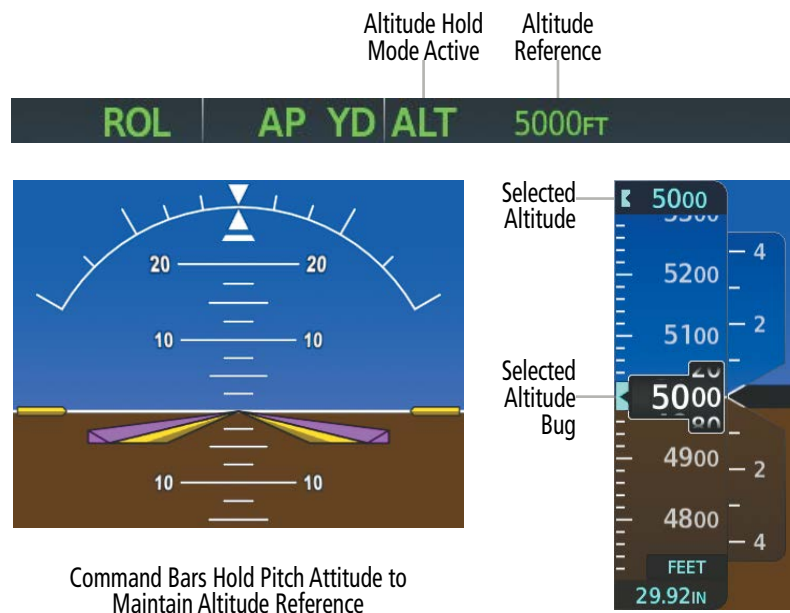 Altitude Hold
Mode Active
Altitude
Reference
ROL AP YD ALT 5000FT
Selected
Altitude
5000
20 20
4
5200
10 10
5100
2
Selected
Altitude
Bug
20
5000
80
4900
2
10 10
4800
4
FEET
29.92IN
Command Bars Hold Pitch Attitude to
Maintain Altitude Reference